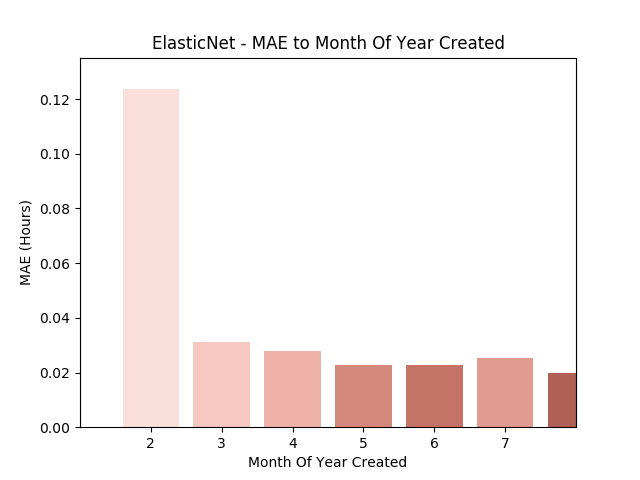 ElasticNet - MAE to Month Of Year Created
MAE (Hours)
0.12
0.10
0.08
0.06
0.04
0.02
0.00
2 3 4 5 6 7
Month Of Year Created